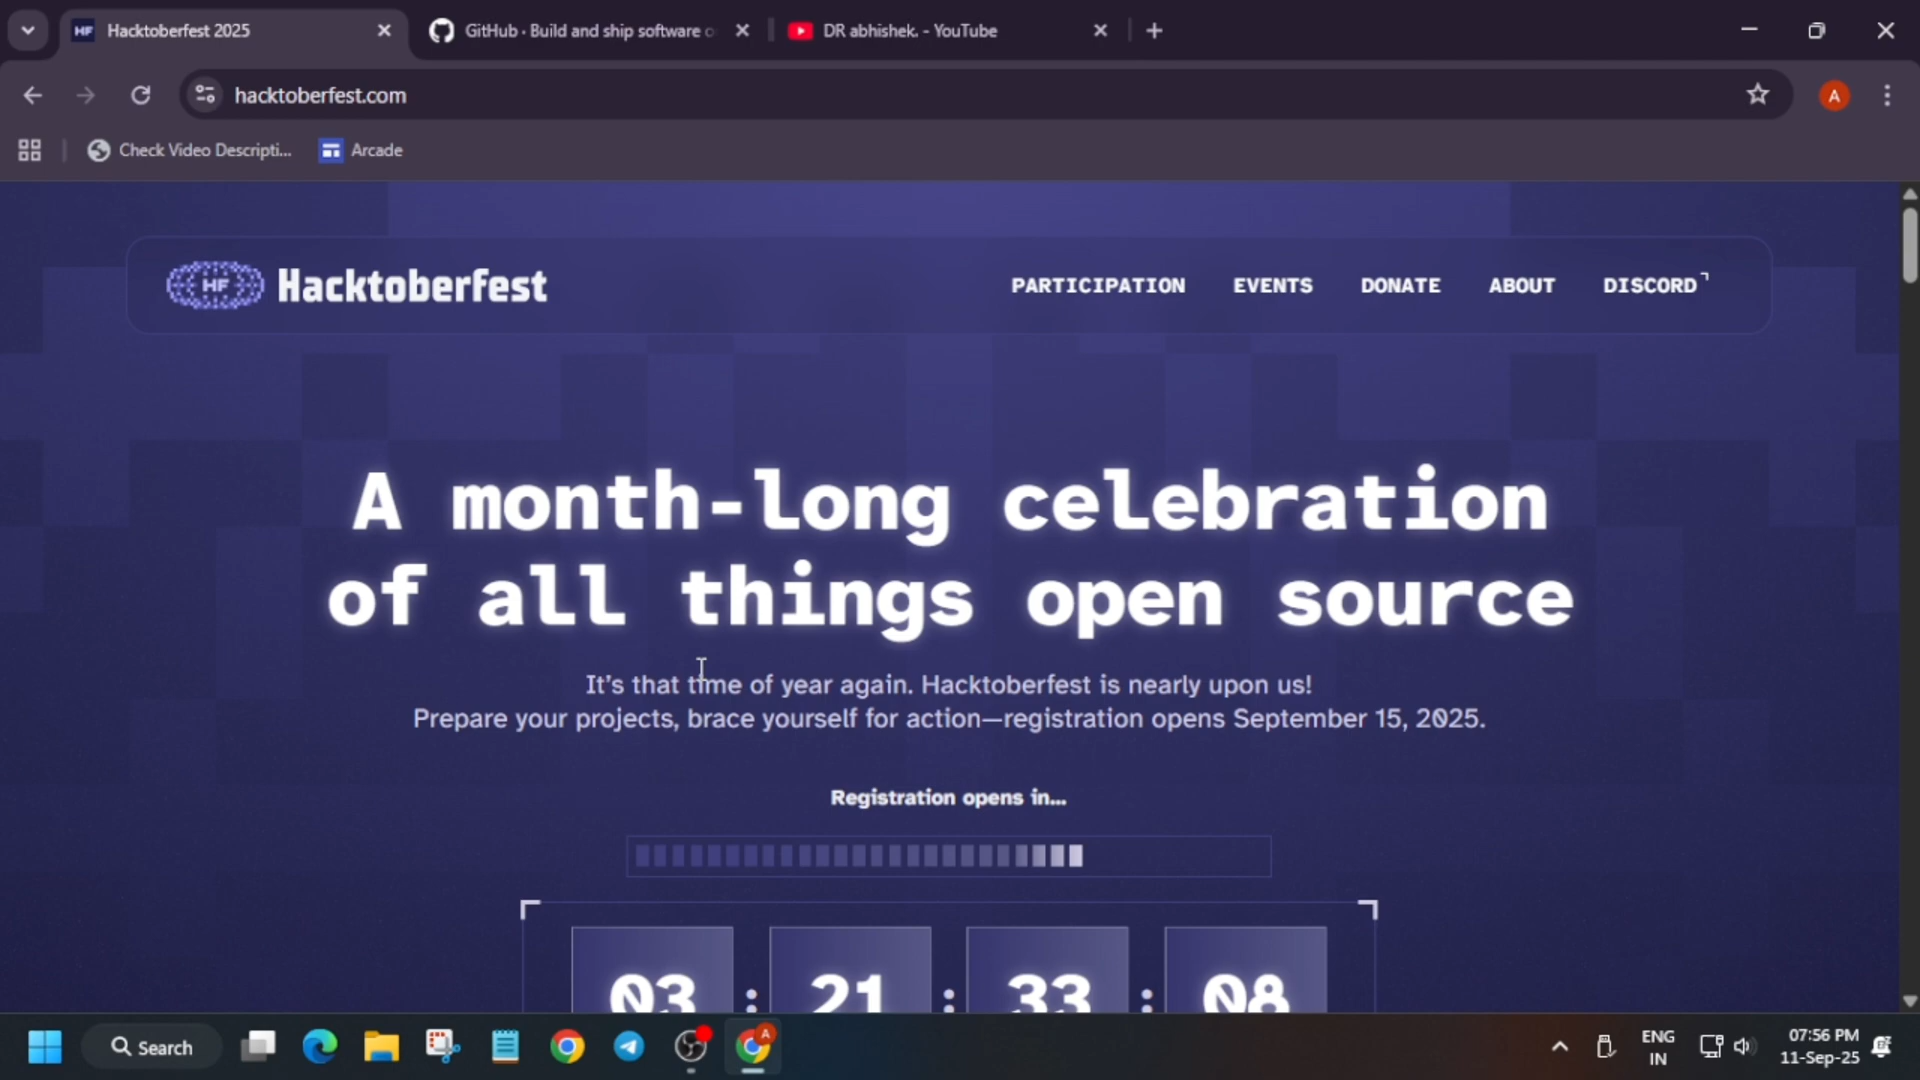 HF Hacktoberfest 2025
GitHub · Build and ship software o
DR abhishek. - YouTube
hacktoberfest.com
A
Check Video Descripti...
Arcade
HF Hacktoberfest
PARTICIPATION
EVENTS
DONATE
ABOUT
DISCORD
A month-long celebration
of all things open source
It's that time of year again. Hacktoberfest is nearly upon us!
Prepare your projects, brace yourself for action—registration opens September 15, 2025.
Registration opens in...
03 : 21 : 33 : 08
Search
A
ENG
IN
07:56 PM
11-Sep-25